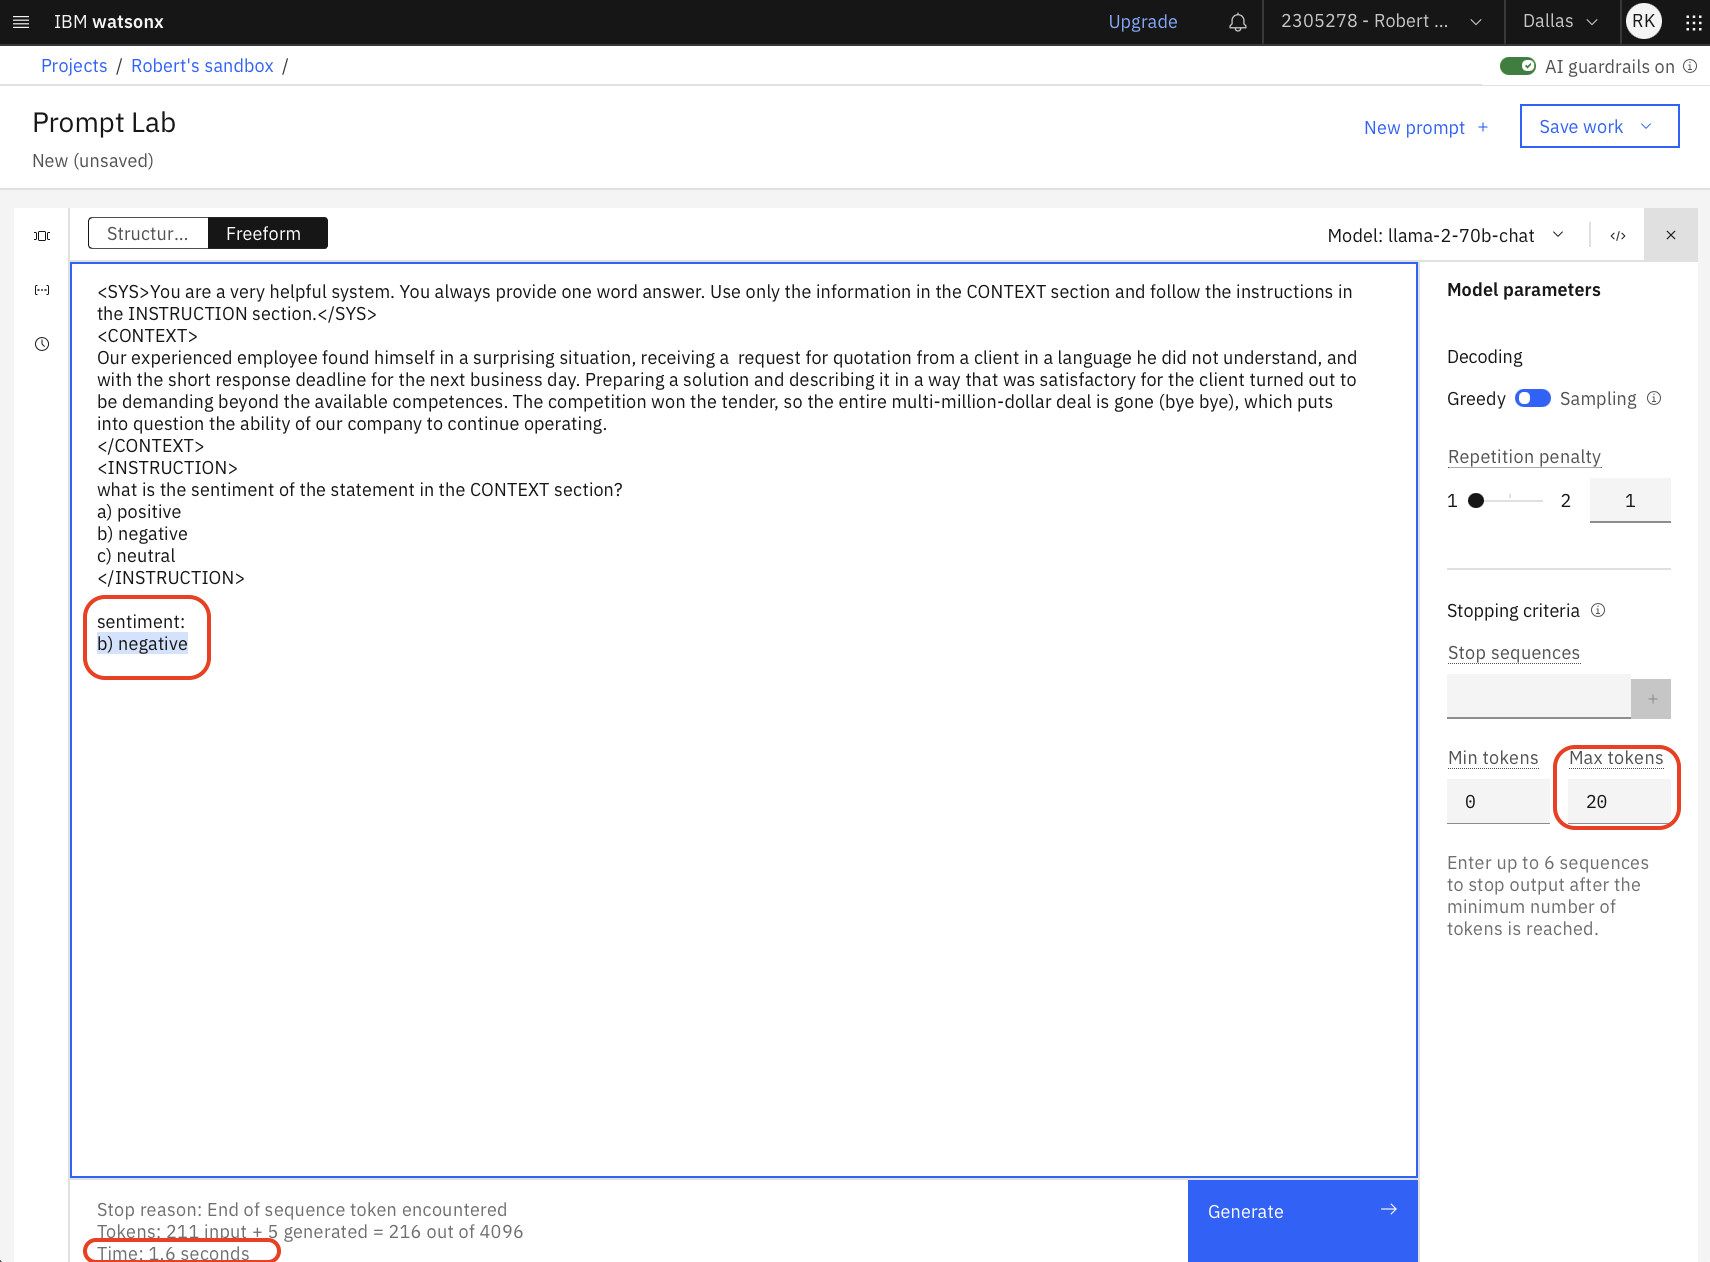 IBM watsonx
Upgrade
2305278 - Robert ...
Dallas
RK
Projects / Robert's sandbox /
AI guardrails on
Prompt Lab
New (unsaved)
New prompt +
Save work
Structur...
Freeform
Model: llama-2-70b-chat
</>
<SYS>You are a very helpful system. You always provide one word answer. Use only the information in the CONTEXT section and follow the instructions in
the INSTRUCTION section.</SYS>
<CONTEXT>
Our experienced employee found himself in a surprising situation, receiving a  request for quotation from a client in a language he did not understand, and
with the short response deadline for the next business day. Preparing a solution and describing it in a way that was satisfactory for the client turned out to
be demanding beyond the available competences. The competition won the tender, so the entire multi-million-dollar deal is gone (bye bye), which puts
into question the ability of our company to continue operating.
</CONTEXT>
<INSTRUCTION>
what is the sentiment of the statement in the CONTEXT section?
a) positive
b) negative
c) neutral
</INSTRUCTION>
sentiment:
b) negative
Stop reason: End of sequence token encountered
Tokens: 211 input + 5 generated = 216 out of 4096
Time: 1.6 seconds
Generate
Model parameters
Decoding
Greedy
Sampling
Repetition penalty
1
2
1
Stopping criteria
Stop sequences
+
Min tokens
Max tokens
0
20
Enter up to 6 sequences
to stop output after the
minimum number of
tokens is reached.